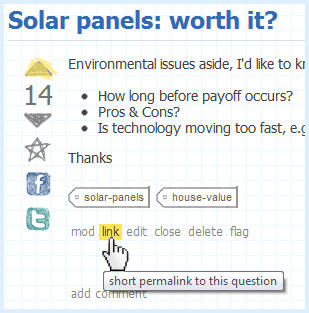 Solar panels: worth it?
Environmental issues aside, I'd like to kn
14
How long before payoff occurs?
Pros & Cons?
Is technology moving too fast, e.g
Thanks
solar-panels house-value
mod link edit close delete flag
short permalink to this question
add comment